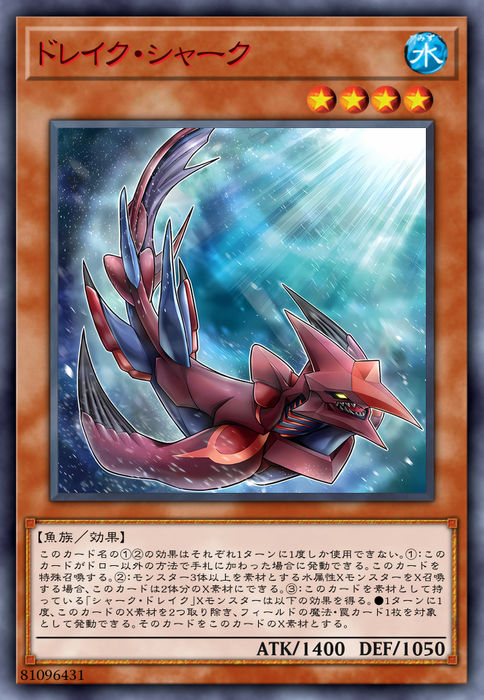 ドレイク・シャーク
みず
水
【魚族／効果】
このカード名の①②の効果はそれぞれ1ターンに1度しか使用できない。①：この
カードがドロー以外の方法で手札に加わった場合に発動できる。このカードを
特殊召喚する。②：モンスター3体以上を素材とする水属性XモンスターをX召喚
する場合、このカードは2体分のX素材にできる。③：このカードを素材として持
っている「シャーク・ドレイク」Xモンスターは以下の効果を得る。●1ターンに1
度、このカードのX素材を2つ取り除き、フィールドの魔法・罠カード1枚を対象
として発動できる。そのカードをこのカードのX素材とする。
ATK/1400 DEF/1050
81096431